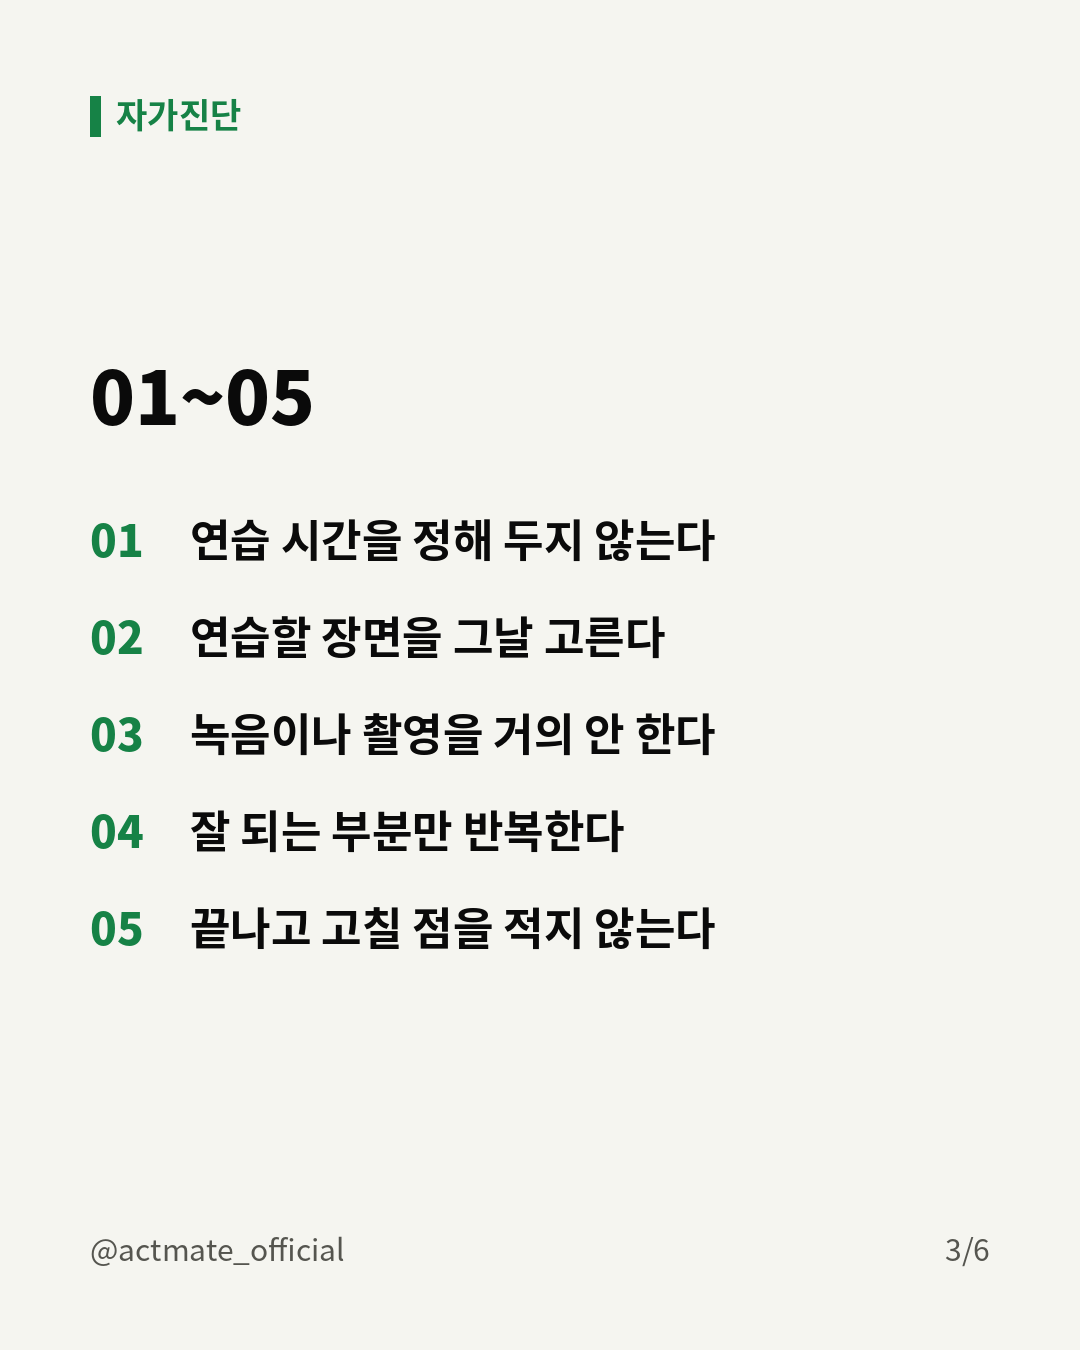 자가진단
01~05
01 연습 시간을 정해 두지 않는다
02 연습할 장면을 그날 고른다
03 녹음이나 촬영을 거의 안 한다
04 잘 되는 부분만 반복한다
05 끝나고 고칠 점을 적지 않는다
@actmate_official
3/6